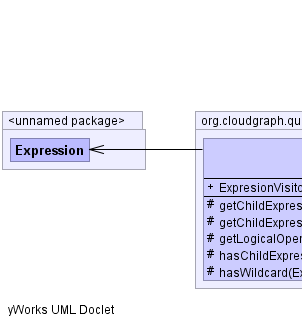 <unnamed package>
org.cloudgraph.qu
Expression
+ ExpresionVisito
# getChildExpres
# getChildExpres
# getLogicalOper
# hasChildExpres
# hasWildcard(Ex
yWorks UML Doclet